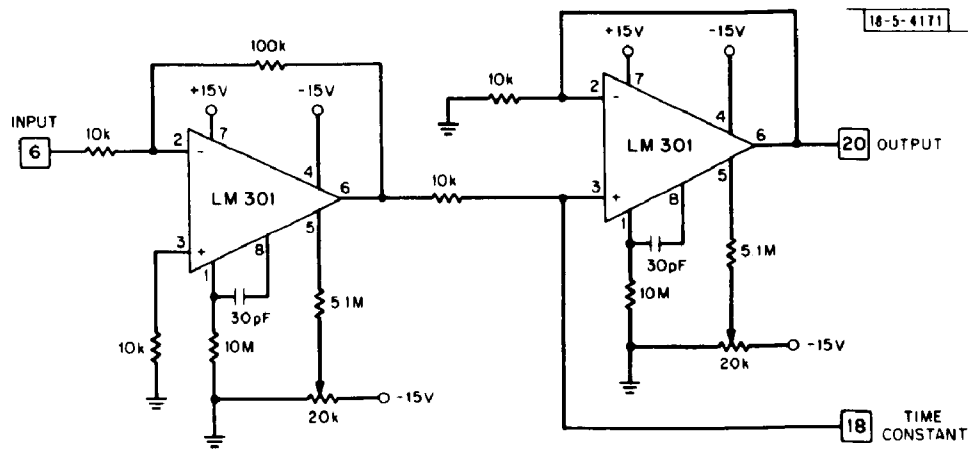 18-5-4171
100k
+15V
-15V
+15V
-15V
10k
7
2
-
4
7
INPUT
6
10k
2
-
4
LM 301
6
20 OUTPUT
LM 301
6
10k
3
+
5
8
1
3
+
5
8
1
30pF
5.1M
10M
30pF
5.1M
10k
10M
-15V
20k
-15V
20k
18 TIME
CONSTANT